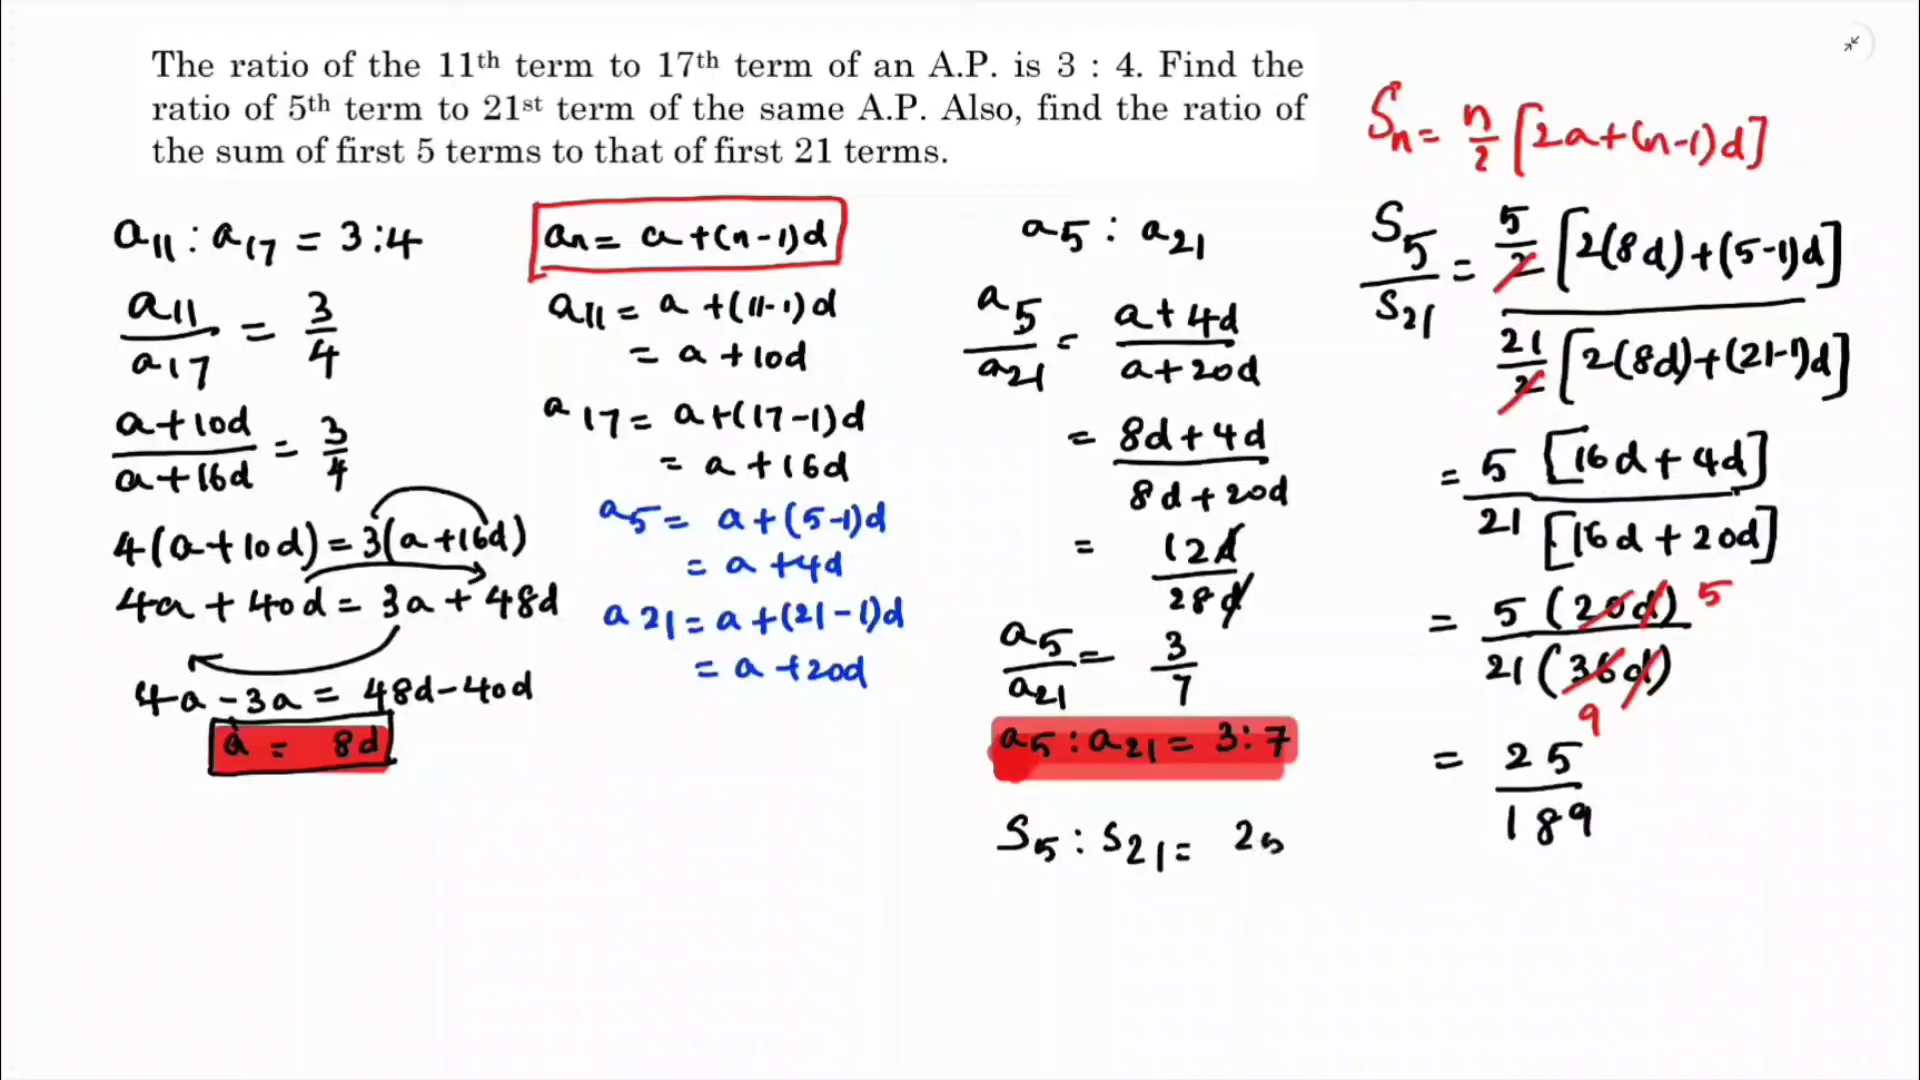 The ratio of the 11th term to 17th term of an A.P. is 3 : 4. Find the
ratio of 5th term to 21st term of the same A.P. Also, find the ratio of
the sum of first 5 terms to that of first 21 terms.
a11 : a17 = 3:4
a11/a17 = 3/4
a+10d/a+16d = 3/4
4(a+10d) = 3(a+16d)
4a + 40d = 3a + 48d
4a - 3a = 48d - 40d
a = 8d
an = a+(n-1)d
a11 = a +(11-1)d
= a +10d
a17 = a+(17-1)d
= a +16d
a5 = a+(5-1)d
= a +4d
a21 = a+(21-1)d
= a +20d
a5 : a21
a5/a21 = a+4d/a+20d
= 8d+4d/8d+20d
= 12d/28d
a5/a21 = 3/7
a5 : a21 = 3:7
S5 : S21 = 25
Sn = n/2 [2a+(n-1)d]
S5/S21 = 5/2 [2(8d)+(5-1)d] / 21/2 [2(8d)+(21-1)d]
= 5 [16d+4d] / 21 [16d+20d]
= 5 (20d) 5 / 21 (36d) 9
= 25/189